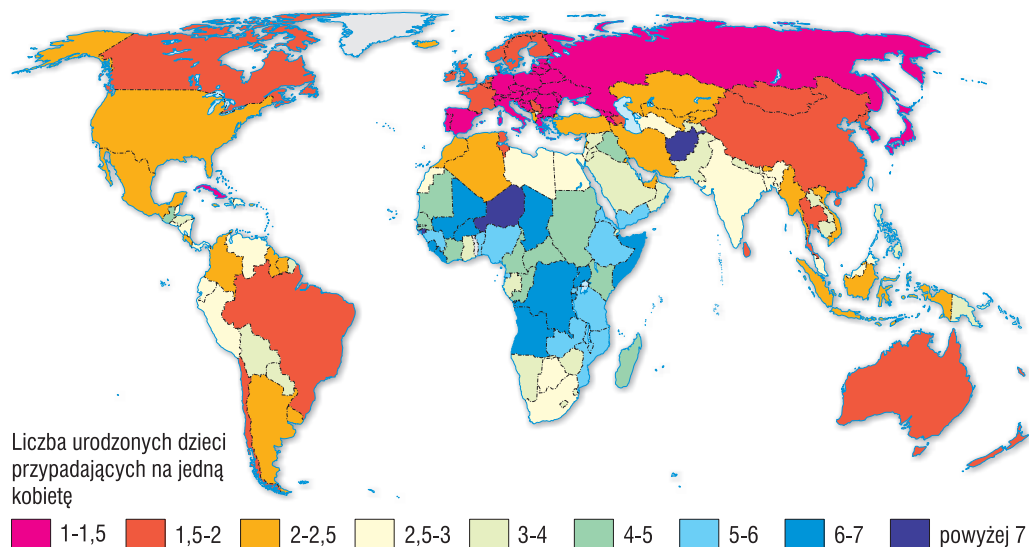 Liczba urodzonych dzieci
przypadających na jedną
kobietę
1-1,5 1,5-2 2-2,5 2,5-3 3-4 4-5 5-6 6-7 powyżej 7